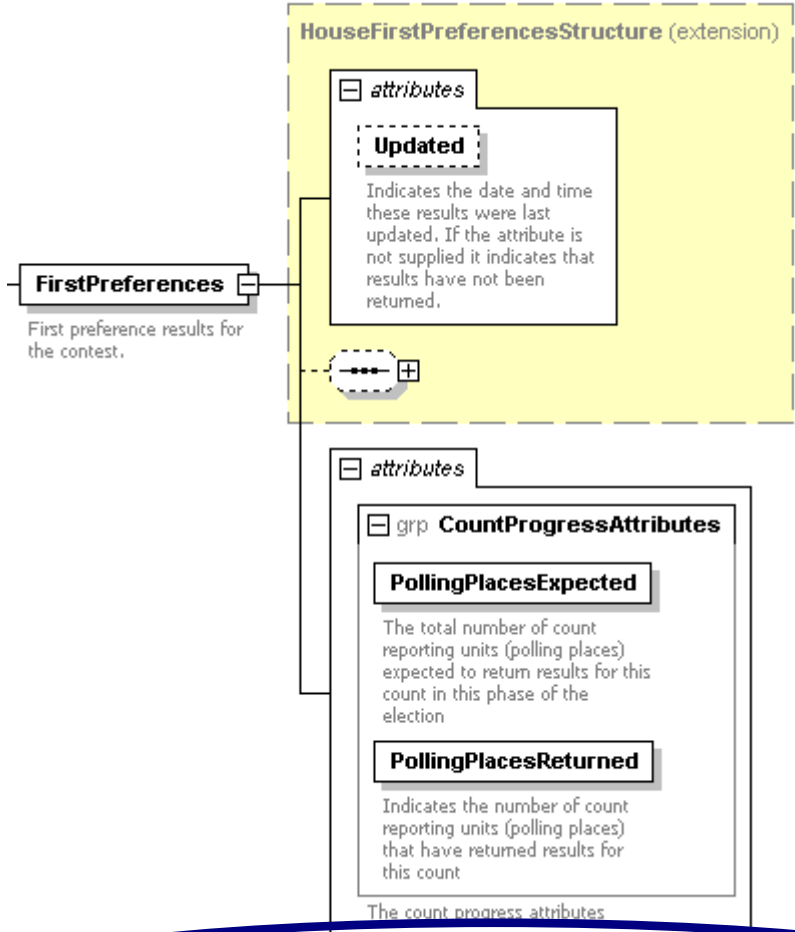 HouseFirstPreferencesStructure (extension)
attributes
Updated
Indicates the date and time
these results were last
updated. If the attribute is
not supplied it indicates that
results have not been
returned.
FirstPreferences
First preference results for
the contest.
attributes
grp CountProgressAttributes
PollingPlacesExpected
The total number of count
reporting units (polling places)
expected to return results for this
count in this phase of the
election
PollingPlacesReturned
Indicates the number of count
reporting units (polling places)
that have returned results for
this count
The count progress attributes